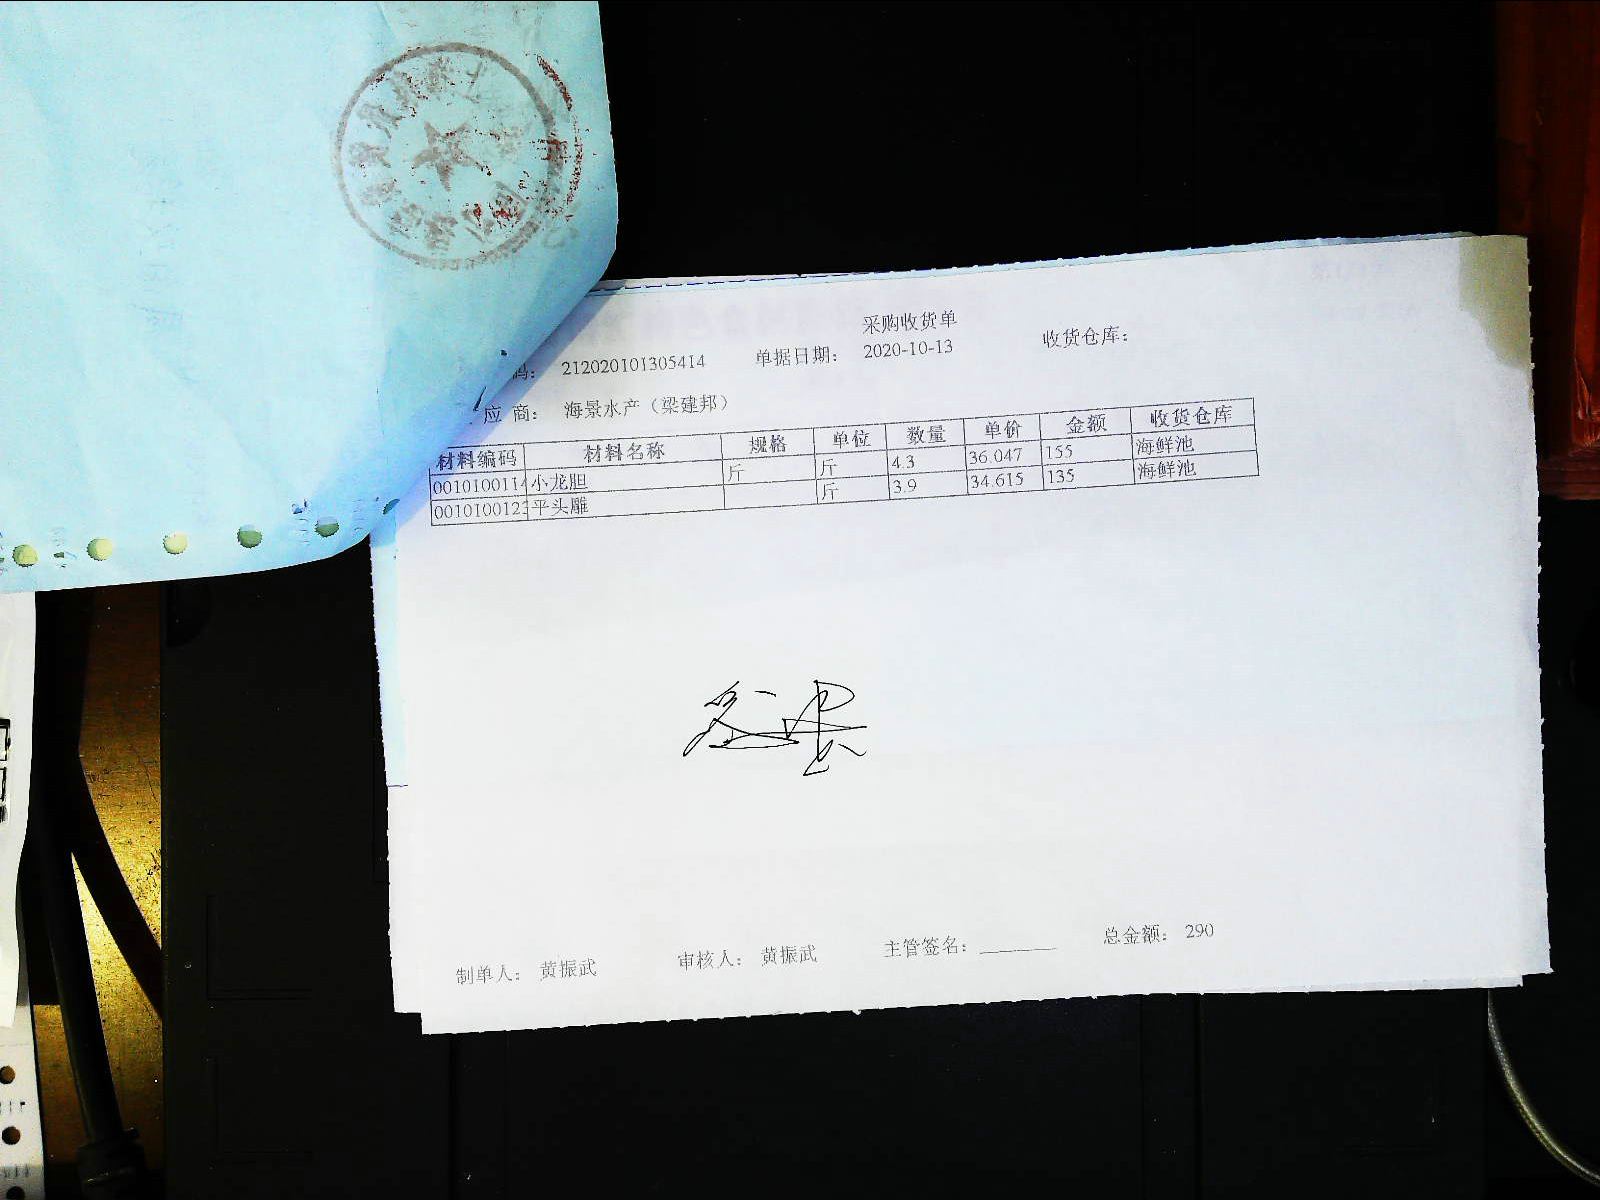 采购收货单
码： 212020101305414 单据日期： 2020-10-13 收货仓库：
应 商： 海景水产（梁建邦）
材料编码 材料名称 规格 单位 数量 单价 金额 收货仓库
001010011 小龙胆 斤 斤 4.3 36.047 155 海鲜池
001010012 平头雕 斤 3.9 34.615 135 海鲜池
制单人： 黄振武 审核人： 黄振武 主管签名： 总金额： 290